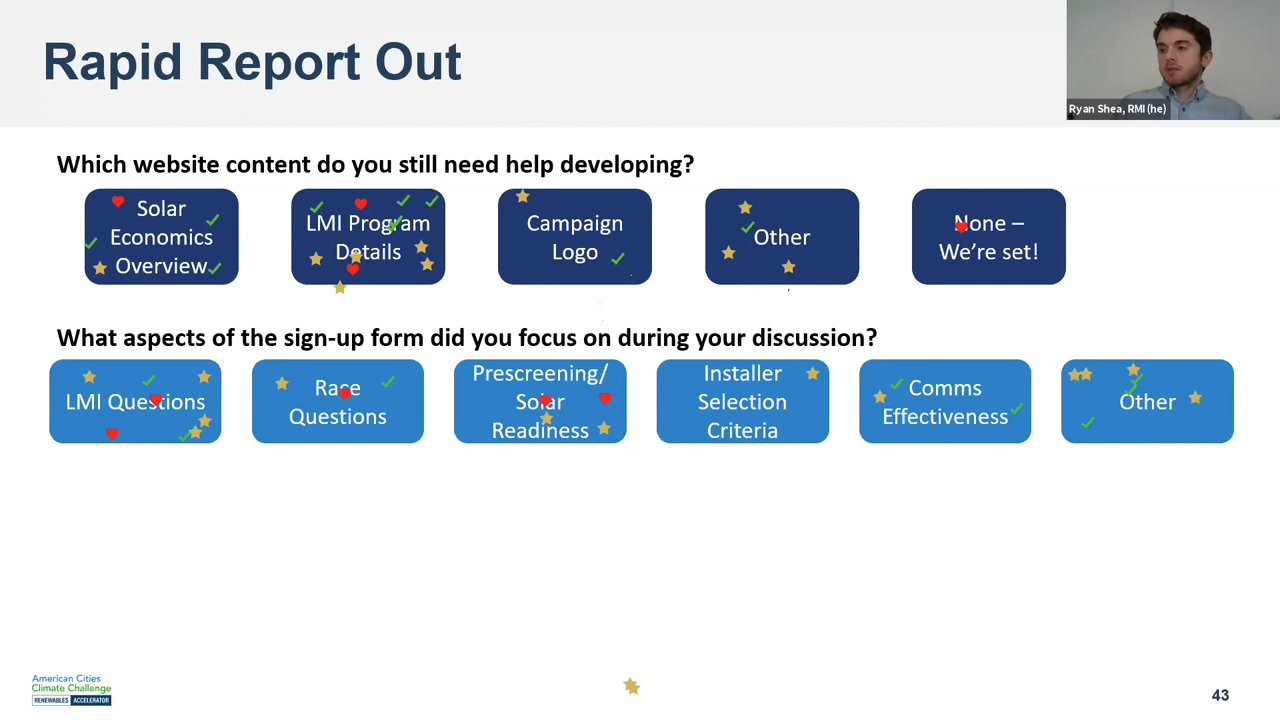 Rapid Report Out
Ryan Shea, RMI (he)
Which website content do you still need help developing?
Solar
Economics
Overview
LMI Program
Details
Campaign
Logo
Other
None –
We're set!
What aspects of the sign-up form did you focus on during your discussion?
LMI Questions
Race
Questions
Prescreening/
Solar
Readiness
Installer
Selection
Criteria
Comms
Effectiveness
Other
American Cities
Climate Challenge
RENEWABLES ACCELERATOR
43